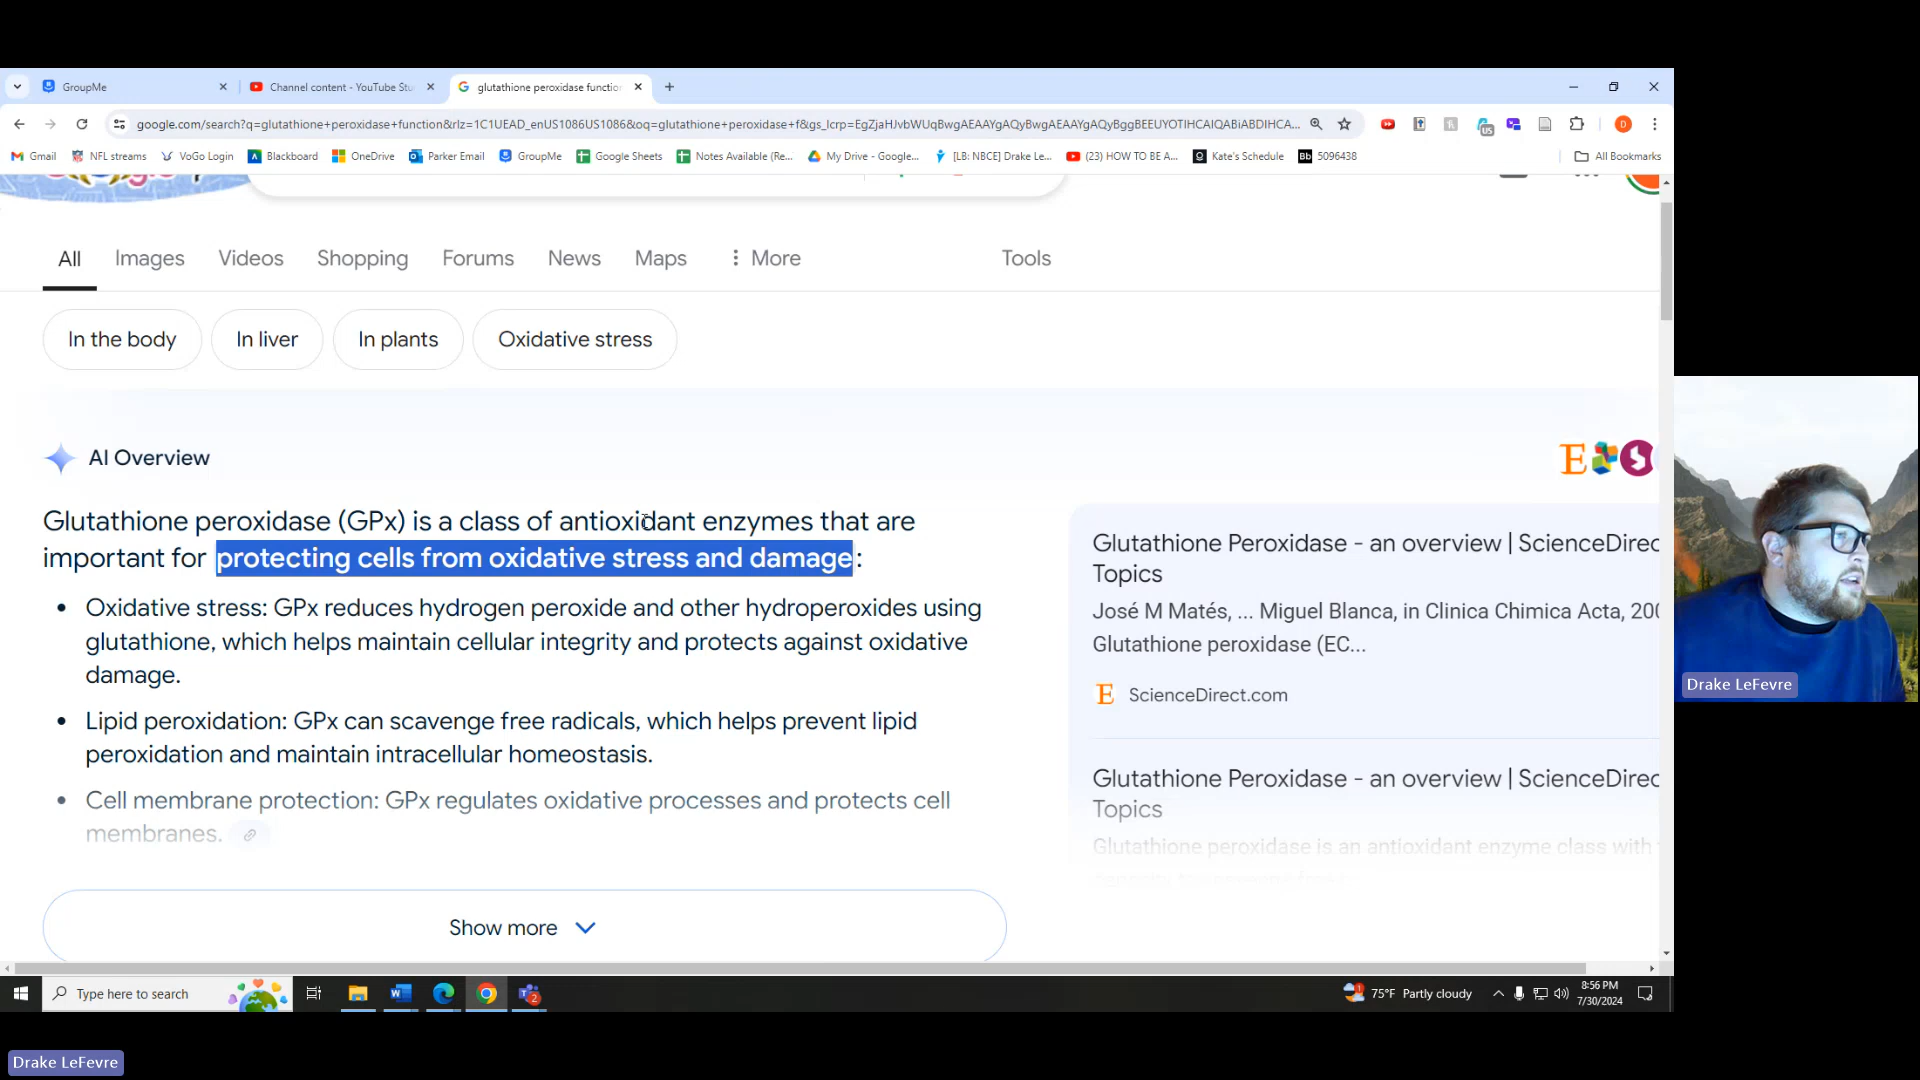 GroupMe
Channel content - YouTube Stu
glutathione peroxidase function
google.com/search?q=glutathione+peroxidase+function&rlz=1C1UEAD_enUS1086US1086&oq=glutathione+peroxidase+f&gs_lcrp=EgZjaHJvbWUqBwgAEAAYgAQyBwgAEAAYgAQyBggBEEUYOTIHCAIQABiABDIHCA...
Gmail
NFL streams
VoGo Login
Blackboard
OneDrive
Parker Email
GroupMe
Google Sheets
Notes Available (Re...
My Drive - Google...
[LB: NBCE] Drake Le...
(23) HOW TO BE A...
Kate's Schedule
Bb 5096438
All Bookmarks
All
Images
Videos
Shopping
Forums
News
Maps
More
Tools
In the body
In liver
In plants
Oxidative stress
AI Overview
Glutathione peroxidase (GPx) is a class of antioxidant enzymes that are
important for protecting cells from oxidative stress and damage:
• Oxidative stress: GPx reduces hydrogen peroxide and other hydroperoxides using
glutathione, which helps maintain cellular integrity and protects against oxidative
damage.
• Lipid peroxidation: GPx can scavenge free radicals, which helps prevent lipid
peroxidation and maintain intracellular homeostasis.
• Cell membrane protection: GPx regulates oxidative processes and protects cell
membranes.
Show more
Glutathione Peroxidase - an overview | ScienceDirec
Topics
José M Matés, ... Miguel Blanca, in Clinica Chimica Acta, 200
Glutathione peroxidase (EC...
E ScienceDirect.com
Glutathione Peroxidase - an overview | ScienceDirec
Topics
Glutathione peroxidase is an antioxidant enzyme class with
Drake LeFevre
Type here to search
75°F Partly cloudy
8:56 PM
7/30/2024
Drake LeFevre